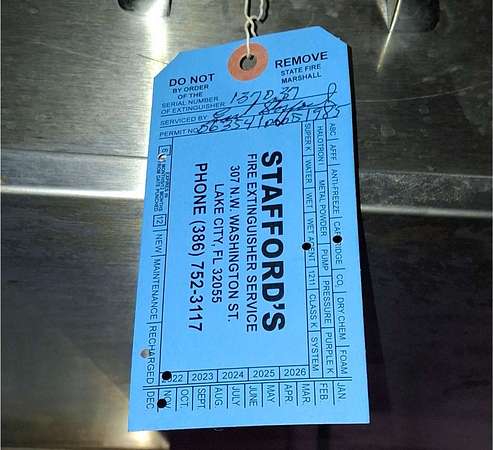 DO NOT
REMOVE
BY ORDER
OF THE
STATE FIRE
MARSHALL
SERIAL NUMBER
OF EXTINGUISHER
SERVICED BY
PERMIT NO.
STAFFORD'S
FIRE EXTINGUISHER SERVICE
307 N.W. WASHINGTON ST.
LAKE CITY, FL 32055
PHONE (386) 752-3117
ABC AFFF ANTI-FREEZE CARTRIDGE CO₂ DRY CHEM. FOAM
HALOTRON METAL POWDER PUMP PRESSURE PURPLE K
SUPER K WATER WET WET AGENT 1211 CLASS K SYSTEM
12 NEW MAINTENANCE RECHARGED
2022 2023 2024 2025 2026
JAN.
FEB.
MAR.
APR.
MAY
JUNE
JULY
AUG.
SEPT.
OCT.
NOV.
DEC.